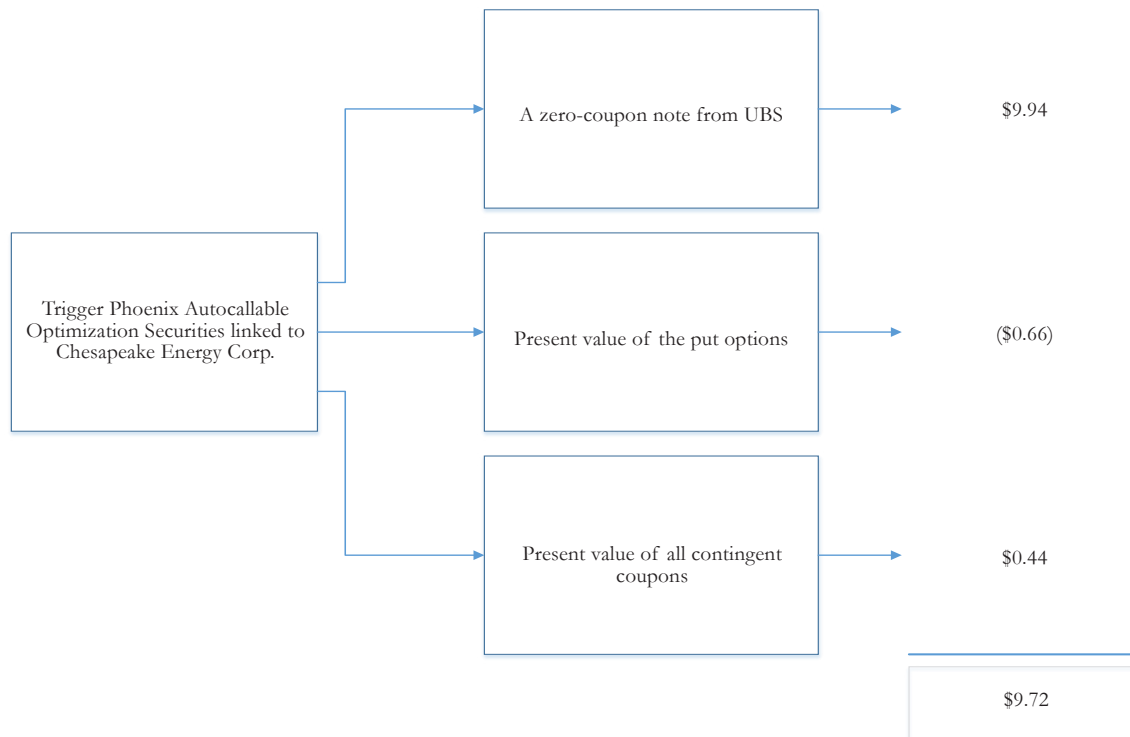 A zero-coupon note from UBS
$9.94
Trigger Phoenix Autocallable
Optimization Securities linked to
Chesapeake Energy Corp.
Present value of the put options
($0.66)
Present value of all contingent
coupons
$0.44
$9.72